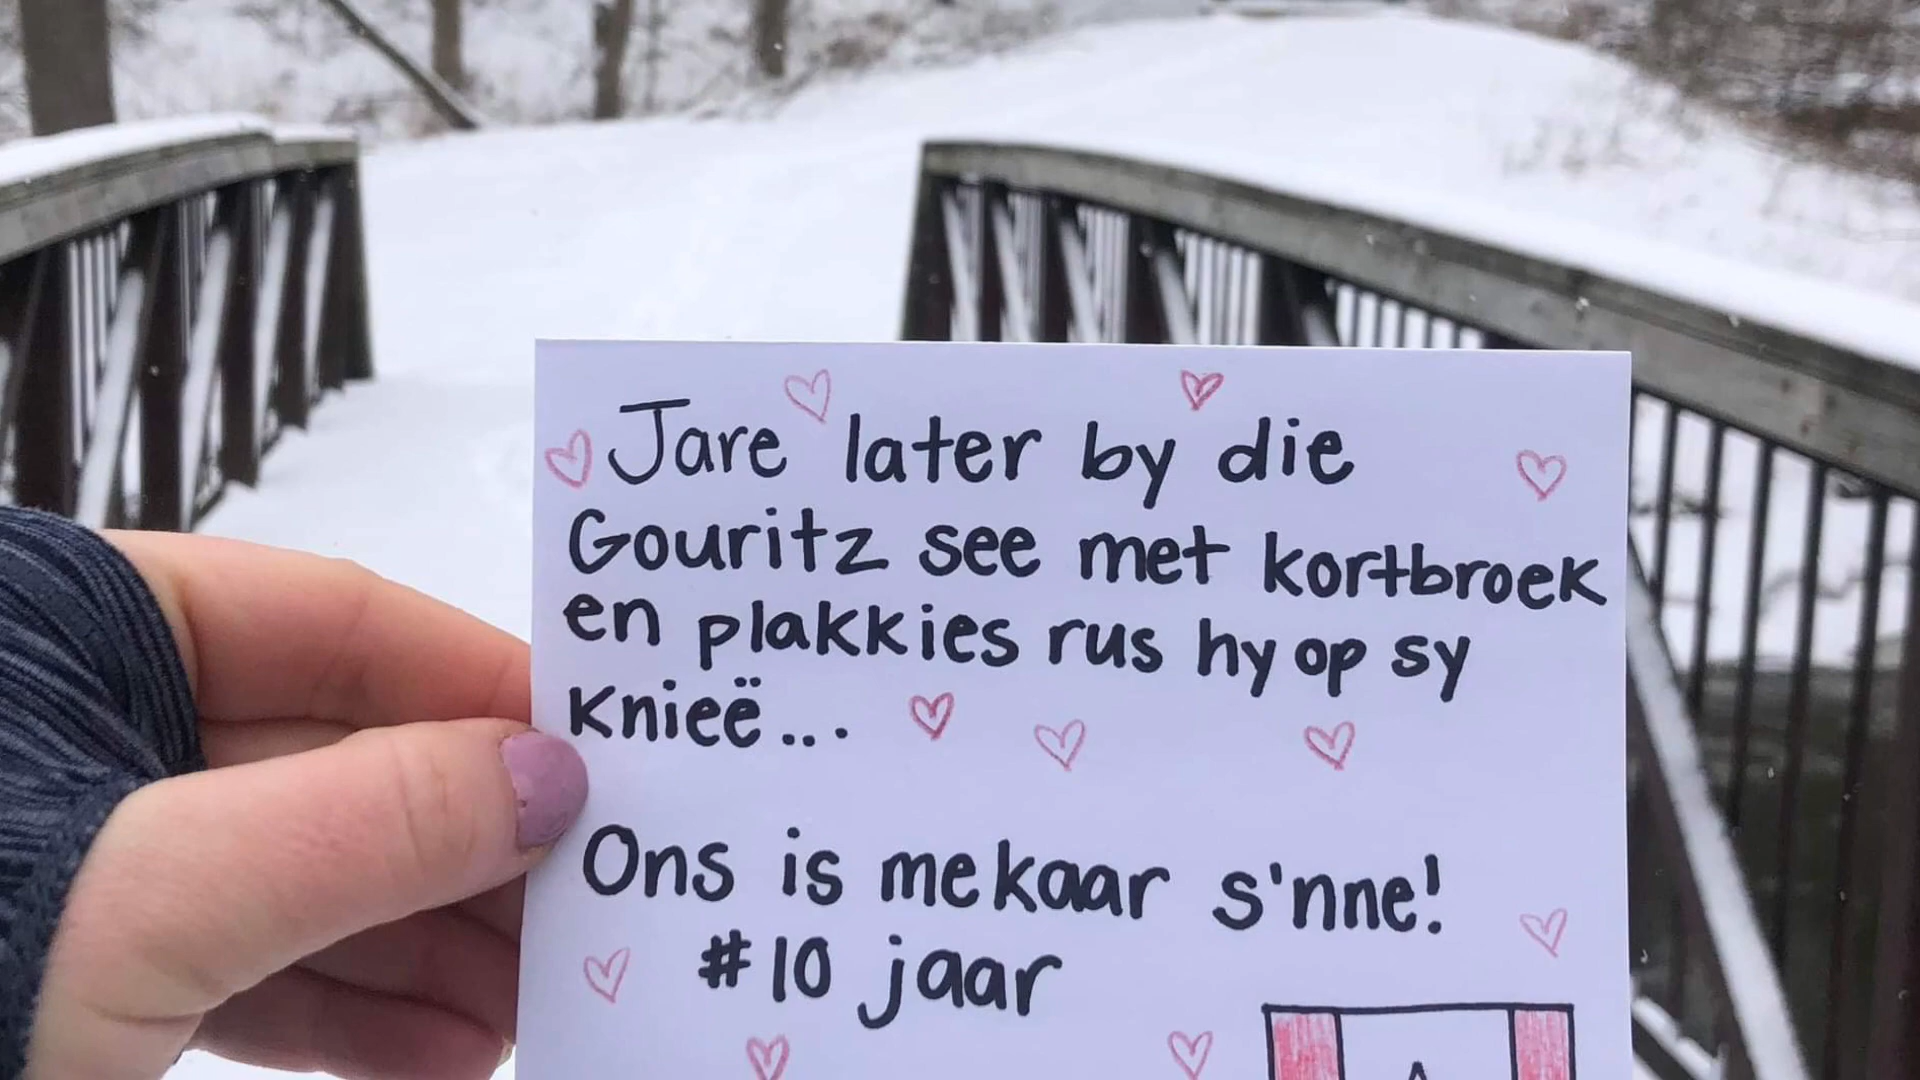 Jare later by die
Gouritz see met kortbroek
en plakkies rus hy op sy
knieë...
Ons is mekaar s'nne!
#10 jaar